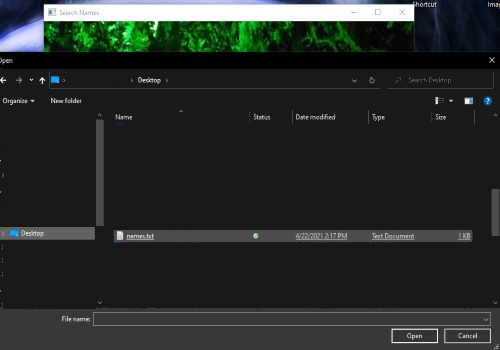 Shortcut
Search Names
Open
Desktop
Search Desktop
Organize
New folder
Name
Status
Date modified
Type
Size
Desktop
names.txt
4/22/2021 2:17 PM
Text Document
1 KB
File name:
Open
Cancel